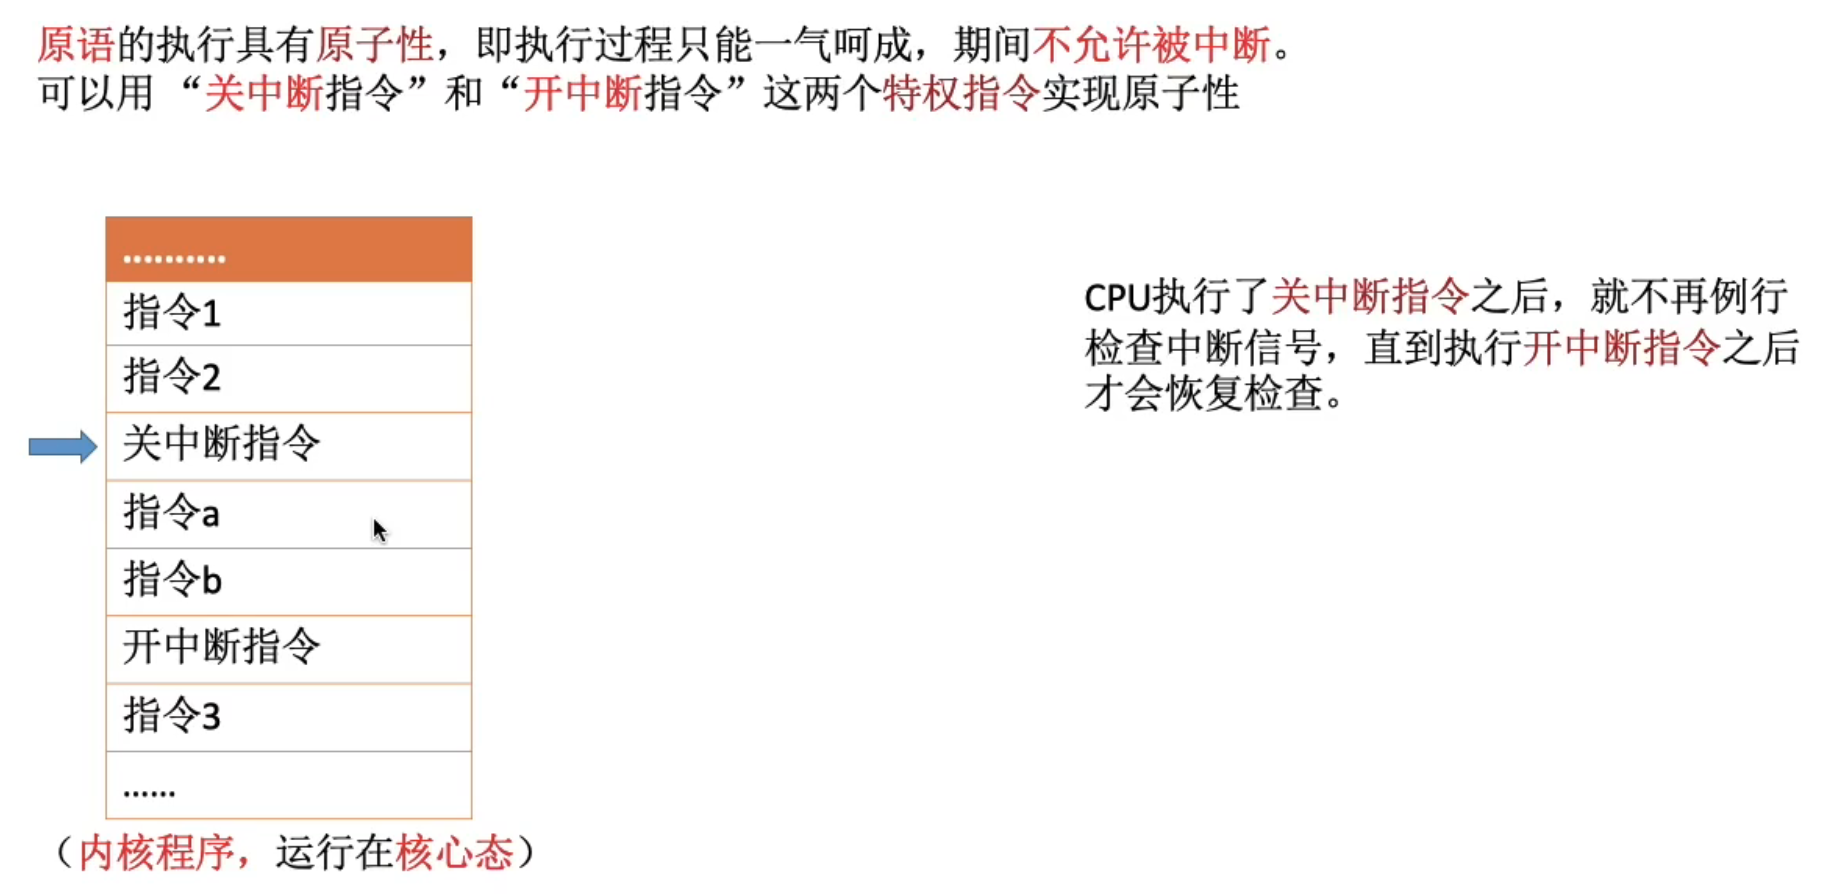 原语的执行具有原子性，即执行过程只能一气呵成，期间不允许被中断。
可以用 “关中断指令”和“开中断指令”这两个特权指令实现原子性
..........
指令1
指令2
关中断指令
指令a
指令b
开中断指令
指令3
......
（内核程序，运行在核心态）
CPU执行了关中断指令之后，就不再例行
检查中断信号，直到执行开中断指令之后
才会恢复检查。